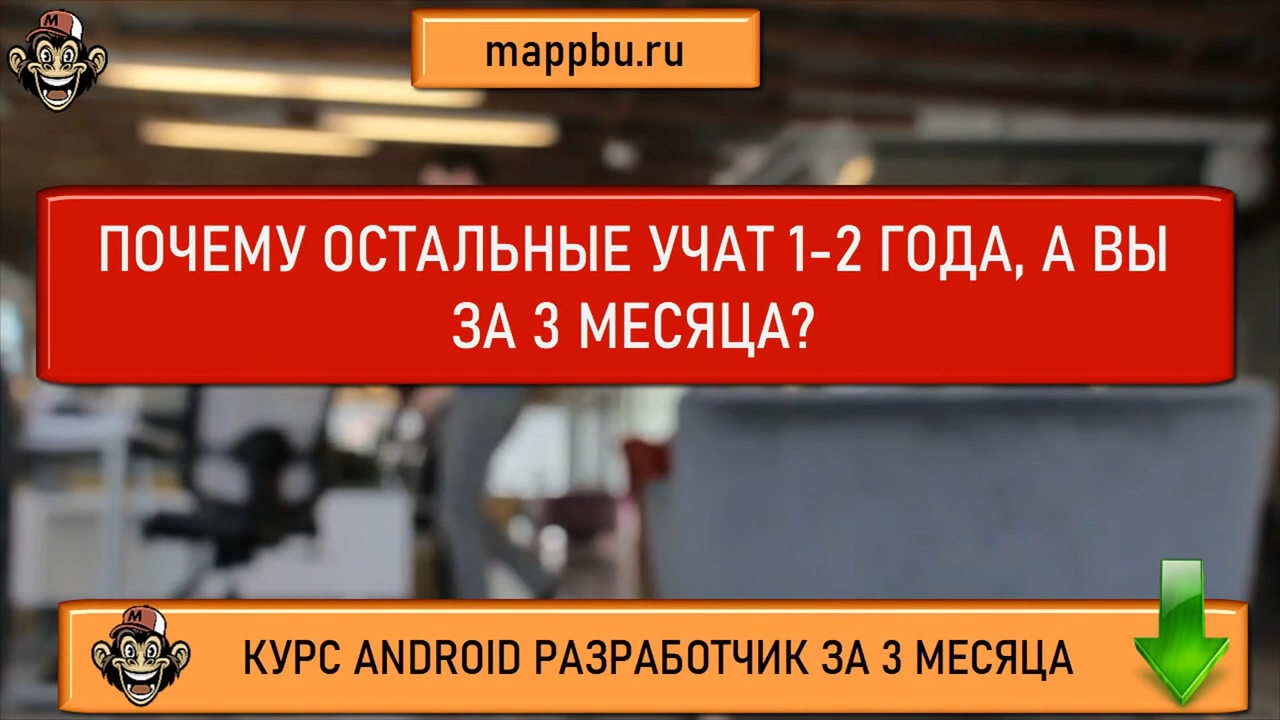 M
mappbu.ru
ПОЧЕМУ ОСТАЛЬНЫЕ УЧАТ 1-2 ГОДА, А ВЫ
ЗА 3 МЕСЯЦА?
M
КУРС ANDROID РАЗРАБОТЧИК ЗА 3 МЕСЯЦА